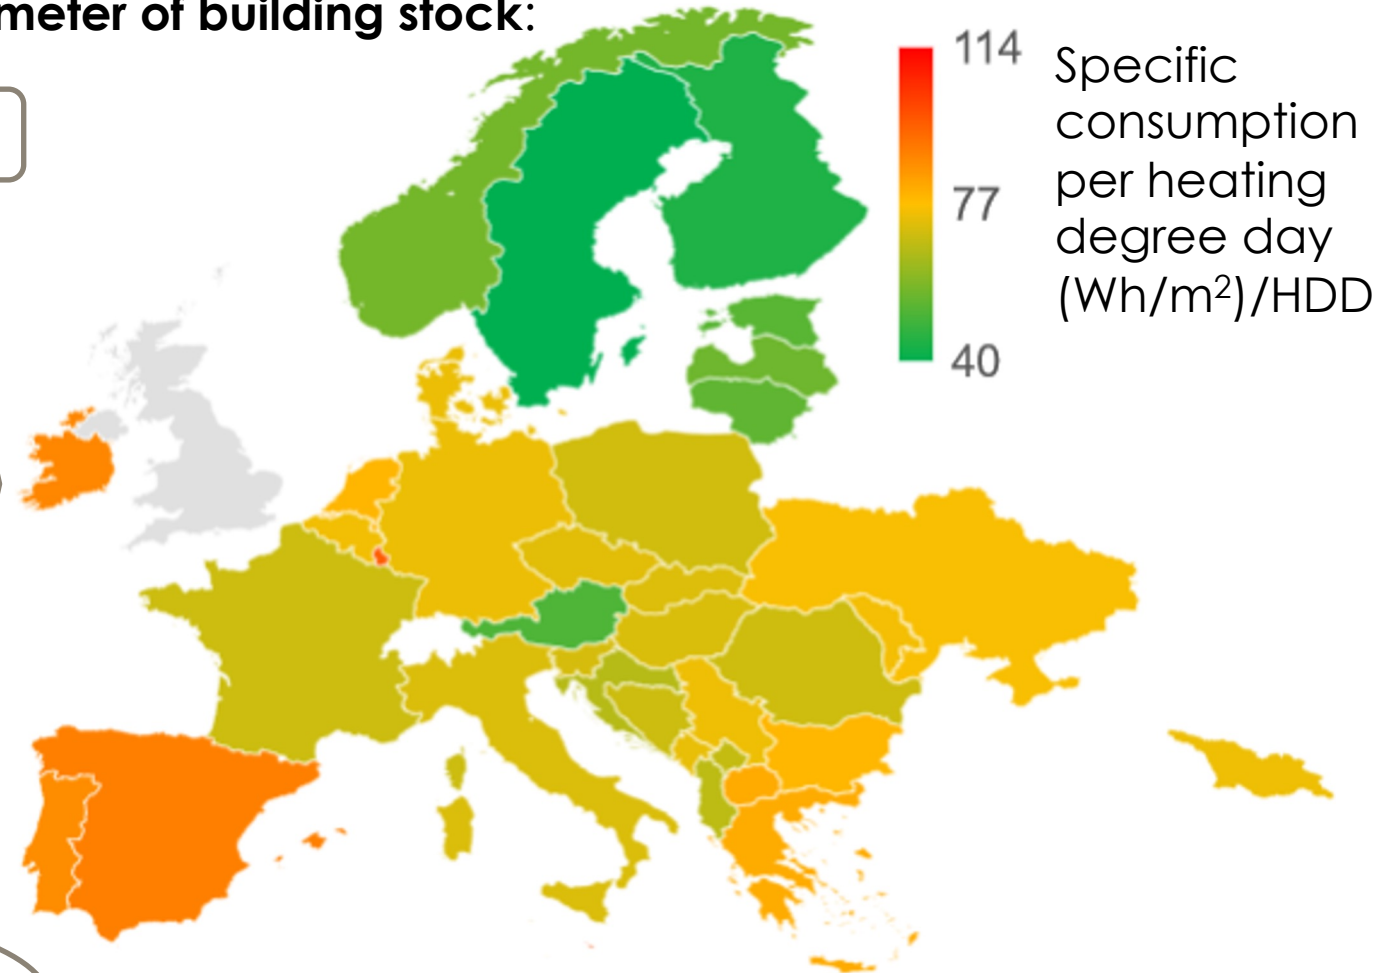 meter of building stock:
114
77
40
Specific
consumption
per heating
degree day
(Wh/m²)/HDD